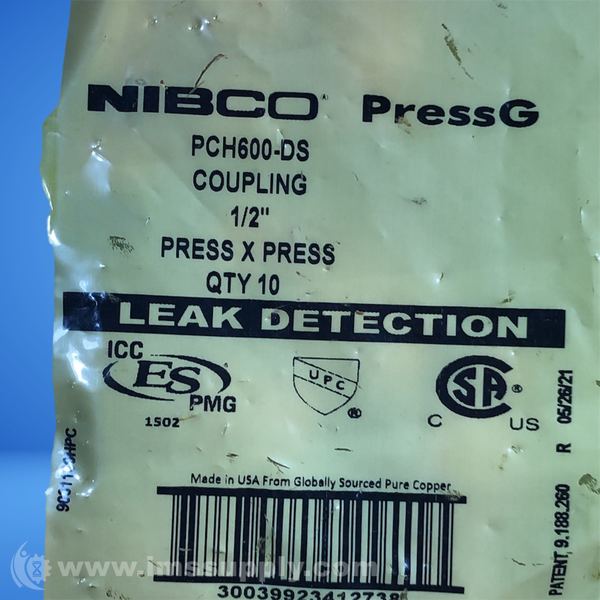 NIBCO PressG
PCH600-DS
COUPLING
1/2"
PRESS X PRESS
QTY 10
LEAK DETECTION
ICC
ES ®
PMG
1502
UPC ®
SA ®
C US
R 05/26/21
PATENT, 9.188.260
Made in USA From Globally Sourced Pure Copper
30039923412738
www.imssupply.com